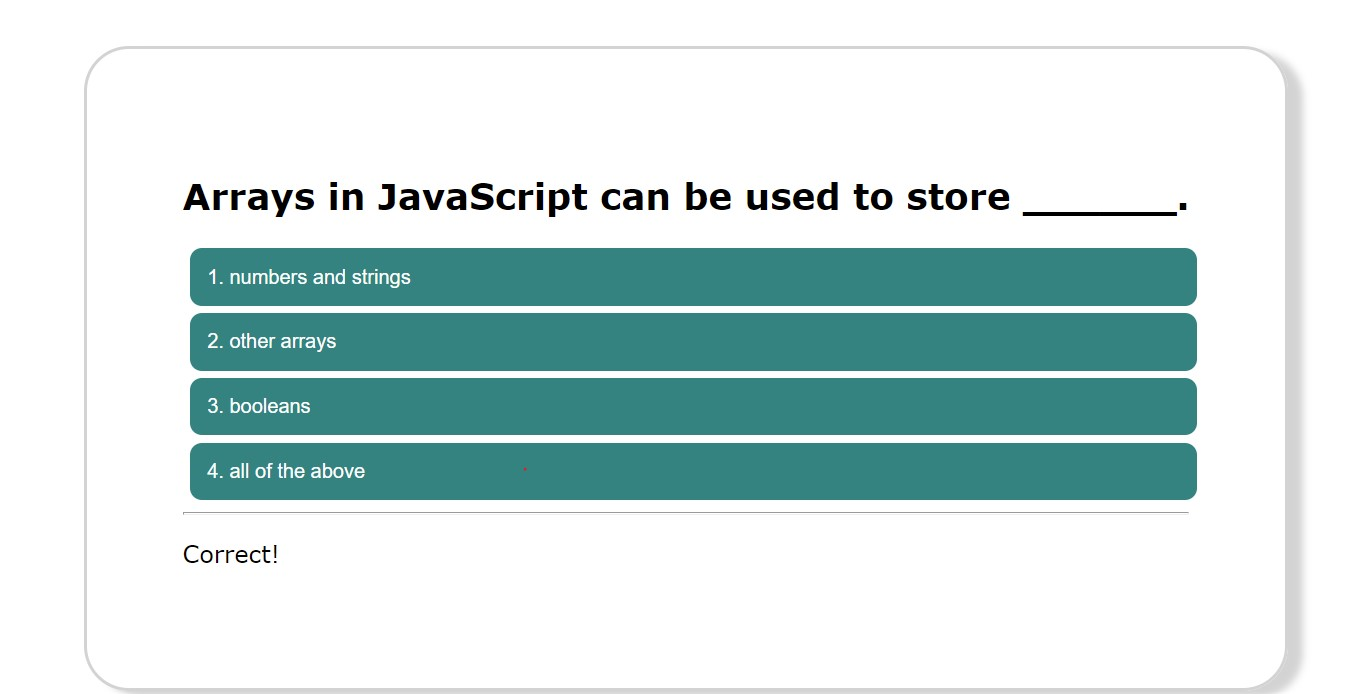 Arrays in JavaScript can be used to store ________.
1. numbers and strings
2. other arrays
3. booleans
4. all of the above
Correct!